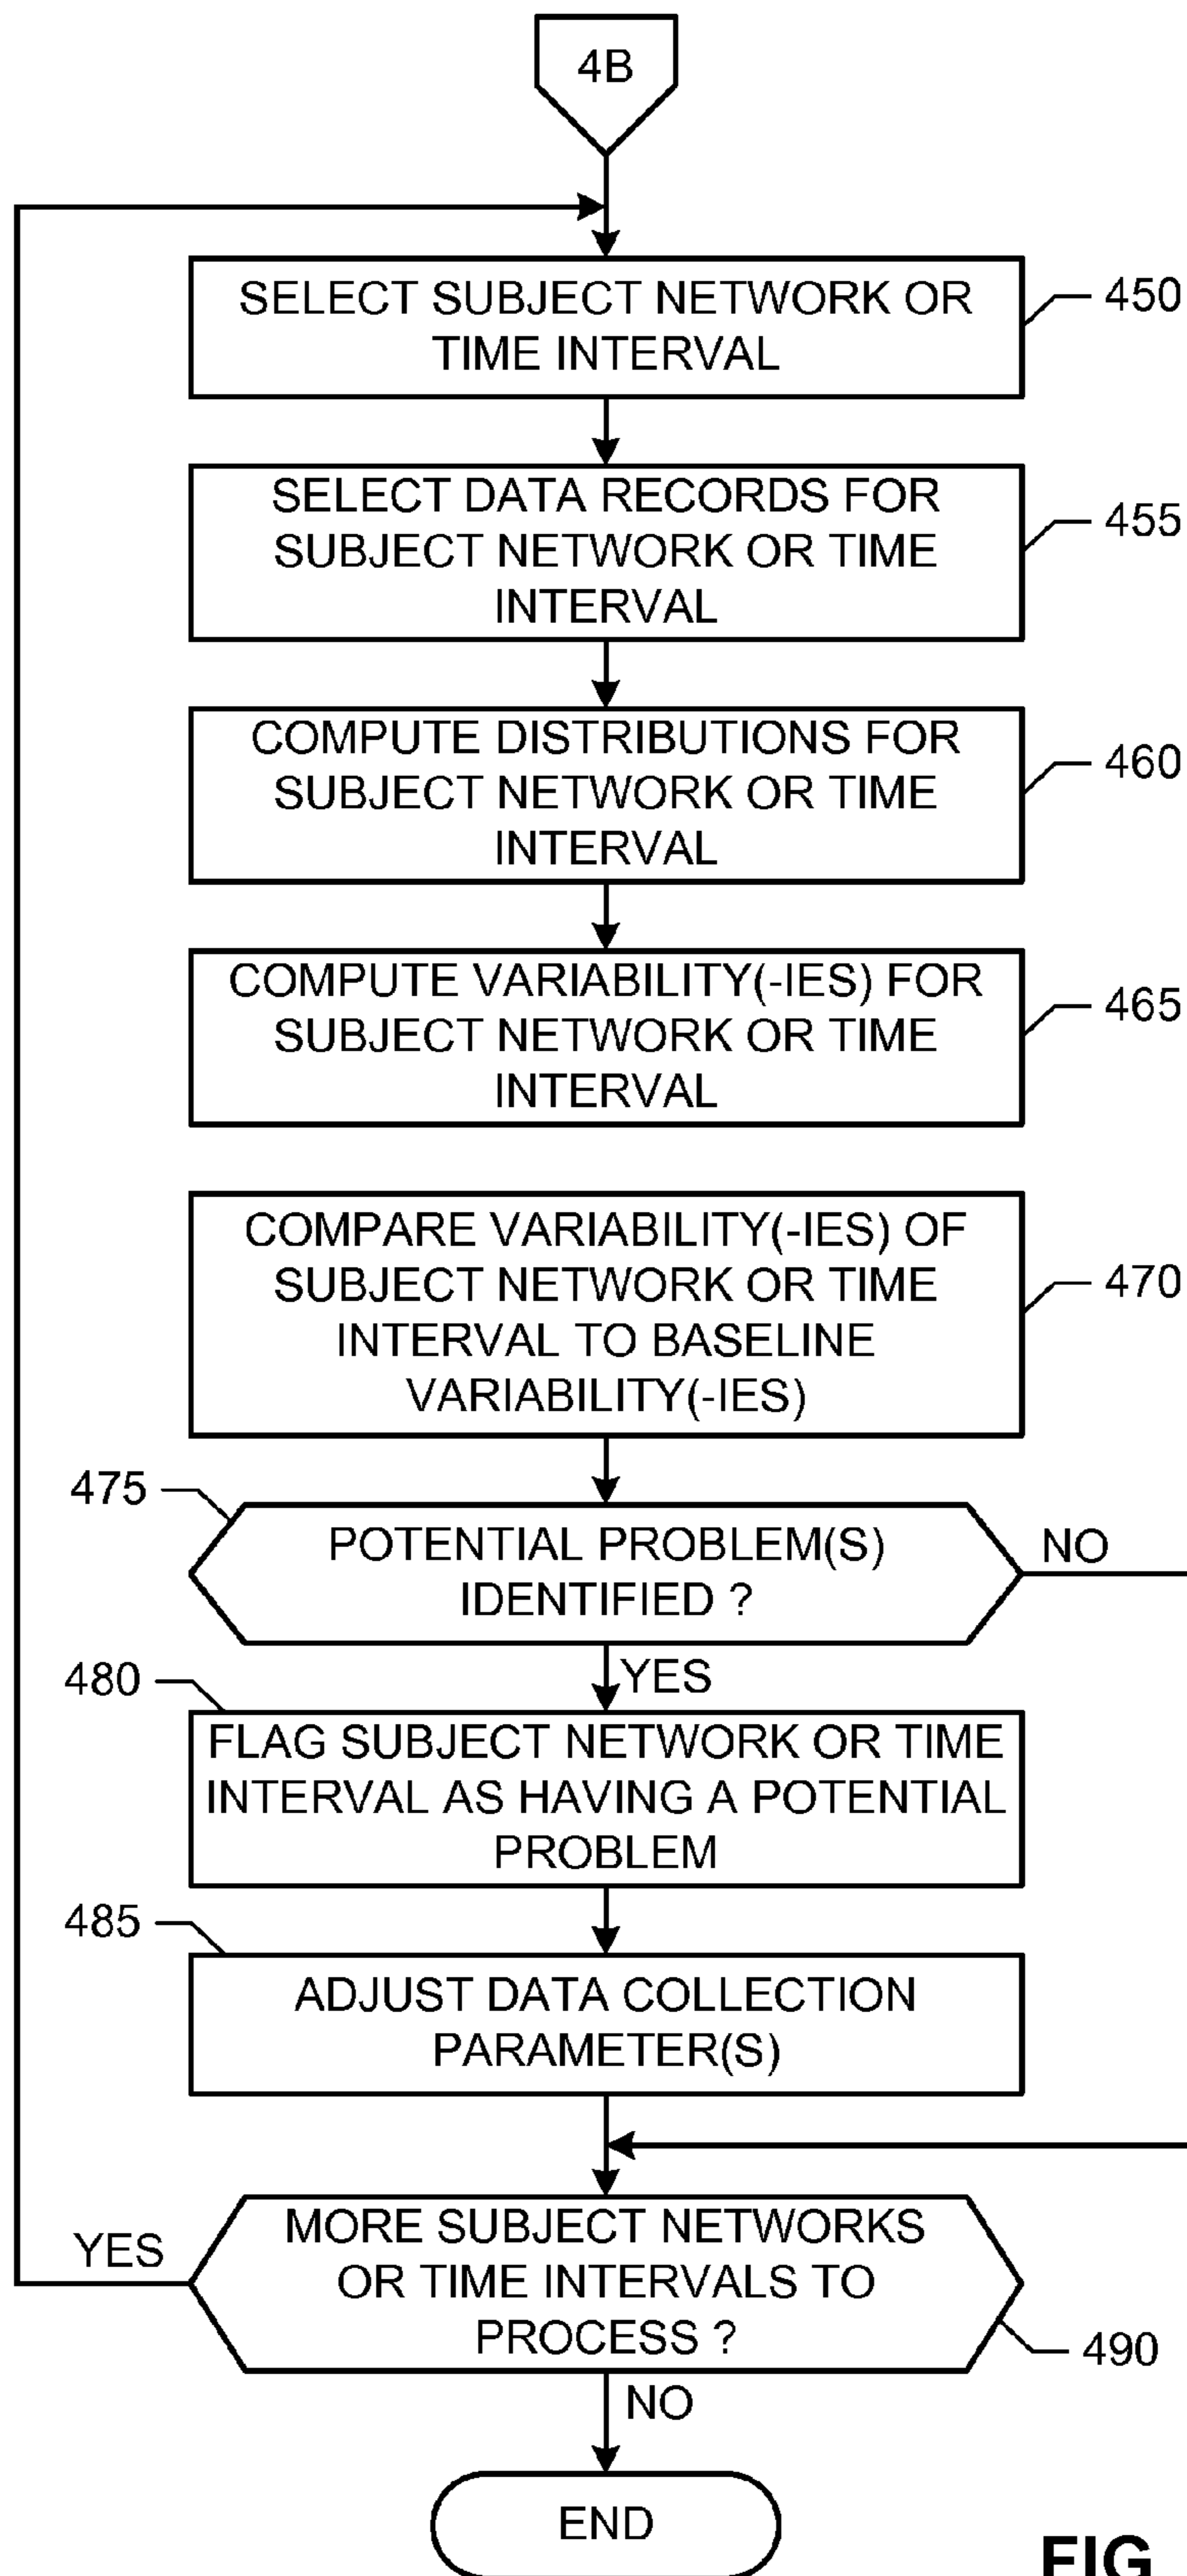 4B
SELECT SUBJECT NETWORK OR
TIME INTERVAL
450
SELECT DATA RECORDS FOR
SUBJECT NETWORK OR TIME
INTERVAL
455
COMPUTE DISTRIBUTIONS FOR
SUBJECT NETWORK OR TIME
INTERVAL
460
COMPUTE VARIABILITY(-IES) FOR
SUBJECT NETWORK OR TIME
INTERVAL
465
COMPARE VARIABILITY(-IES) OF
SUBJECT NETWORK OR TIME
INTERVAL TO BASELINE
VARIABILITY(-IES)
470
475
POTENTIAL PROBLEM(S)
IDENTIFIED ?
NO
YES
480
FLAG SUBJECT NETWORK OR TIME
INTERVAL AS HAVING A POTENTIAL
PROBLEM
485
ADJUST DATA COLLECTION
PARAMETER(S)
YES
MORE SUBJECT NETWORKS
OR TIME INTERVALS TO
PROCESS ?
490
NO
END
FIG